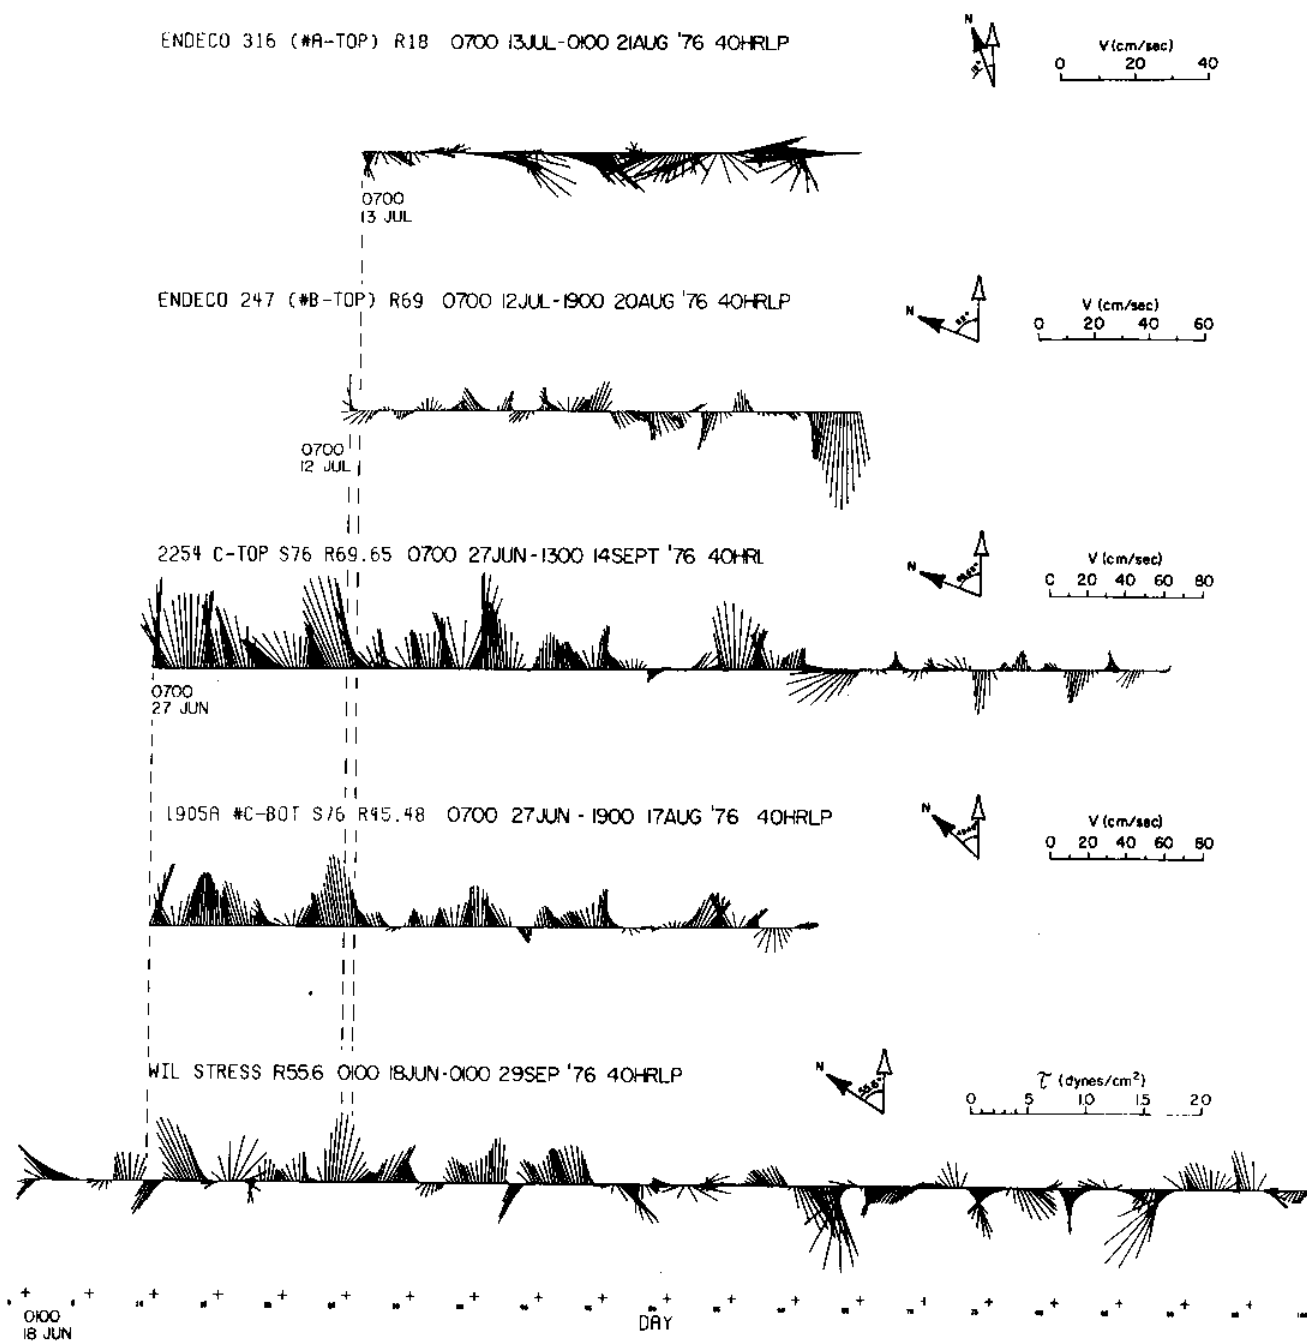 ENDECO 316 (#A-TOP) R18 0700 13JUL-0100 21AUG '76 40HRLP
N
18°
V(cm/sec)
0 20 40
0700
13 JUL
ENDECO 247 (#B-TOP) R69 0700 12JUL-1900 20AUG '76 40HRLP
N
V (cm/sec)
0 20 40 60
0700
12 JUL
2254 C-TOP S76 R69.65 0700 27JUN-1300 14SEPT '76 40HRL
N
V (cm/sec)
0 20 40 60 80
0700
27 JUN
1905A #C-BOT S76 R45.48 0700 27JUN - 1900 17AUG '76 40HRLP
N
V (cm/sec)
0 20 40 60 80
WIL STRESS R55.6 0100 18JUN-0100 29SEP '76 40HRLP
N
55.6°
τ (dynes/cm²)
0 .5 1.0 1.5 2.0
0100
18 JUN
DAY